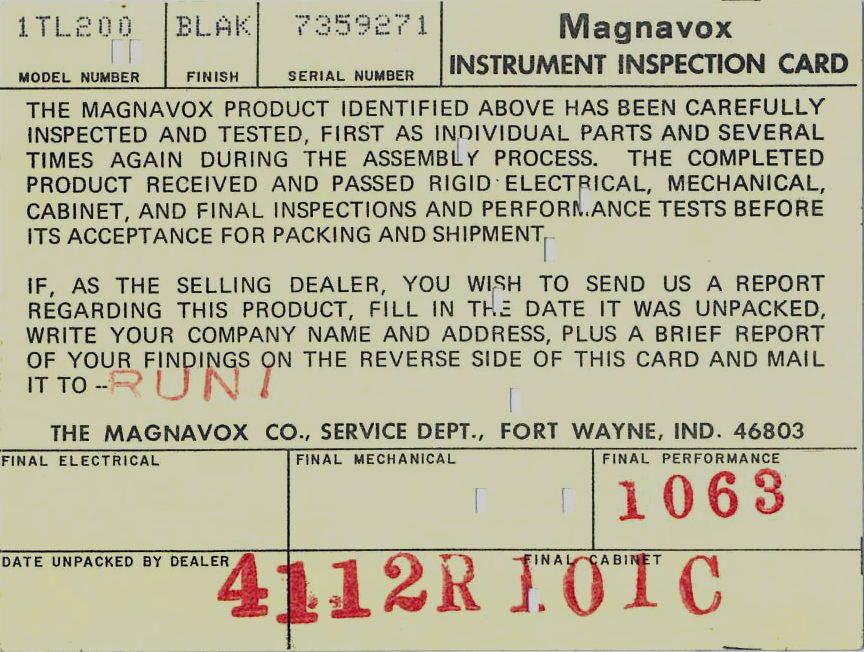 1TL200 BLAK 7359271 Magnavox
MODEL NUMBER FINISH SERIAL NUMBER INSTRUMENT INSPECTION CARD
THE MAGNAVOX PRODUCT IDENTIFIED ABOVE HAS BEEN CAREFULLY
INSPECTED AND TESTED, FIRST AS INDIVIDUAL PARTS AND SEVERAL
TIMES AGAIN DURING THE ASSEMBLY PROCESS. THE COMPLETED
PRODUCT RECEIVED AND PASSED RIGID ELECTRICAL, MECHANICAL,
CABINET, AND FINAL INSPECTIONS AND PERFORMANCE TESTS BEFORE
ITS ACCEPTANCE FOR PACKING AND SHIPMENT.
IF, AS THE SELLING DEALER, YOU WISH TO SEND US A REPORT
REGARDING THIS PRODUCT, FILL IN THE DATE IT WAS UNPACKED,
WRITE YOUR COMPANY NAME AND ADDRESS, PLUS A BRIEF REPORT
OF YOUR FINDINGS ON THE REVERSE SIDE OF THIS CARD AND MAIL
IT TO -- RUN 1
THE MAGNAVOX CO., SERVICE DEPT., FORT WAYNE, IND. 46803
FINAL ELECTRICAL FINAL MECHANICAL FINAL PERFORMANCE
1063
DATE UNPACKED BY DEALER FINAL CABINET
4112R 101C